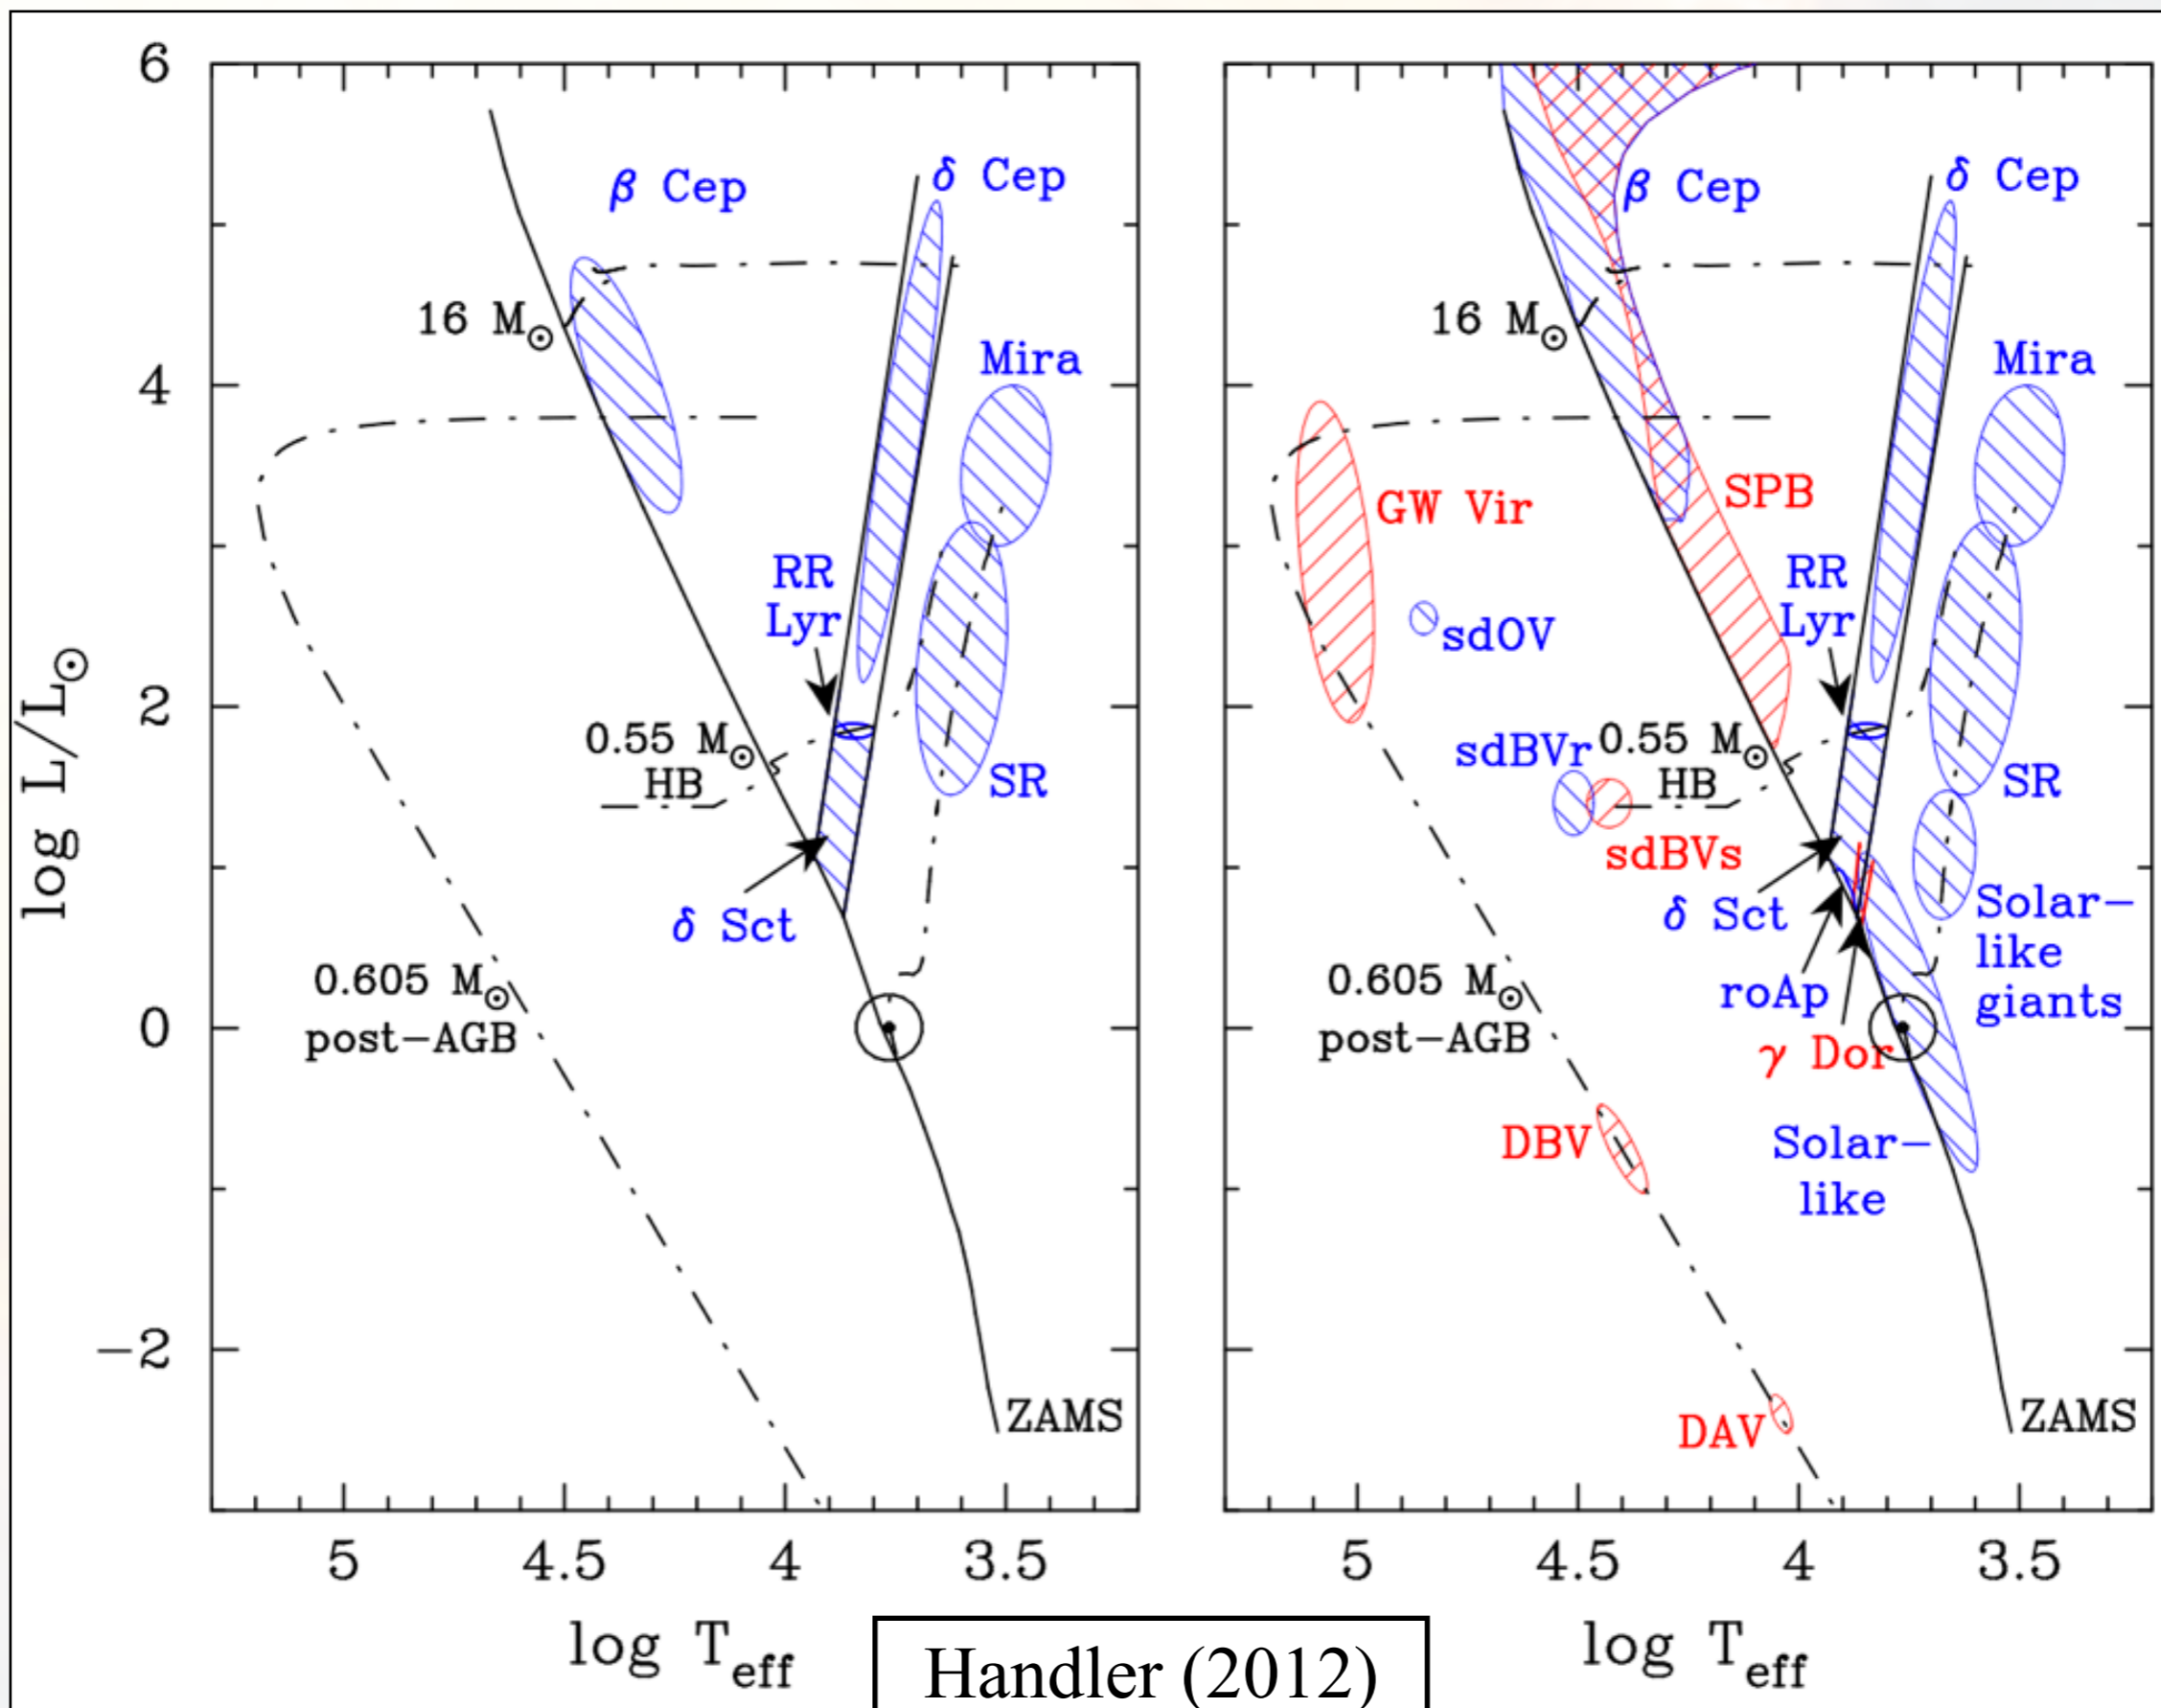 log L/L⊙
6
4
2
0
−2
β Cep
δ Cep
16 M⊙
Mira
RR
Lyr
0.55 M⊙
HB
SR
δ Sct
0.605 M⊙
post−AGB
ZAMS
5 4.5 4 3.5
log Teff
β Cep
δ Cep
16 M⊙
Mira
GW Vir
SPB
RR
Lyr
sdOV
sdBVr
0.55 M⊙
HB
SR
sdBVs
δ Sct
Solar−
like
giants
roAp
0.605 M⊙
post−AGB
γ Dor
DBV
Solar−
like
DAV
ZAMS
5 4.5 4 3.5
log Teff
Handler (2012)